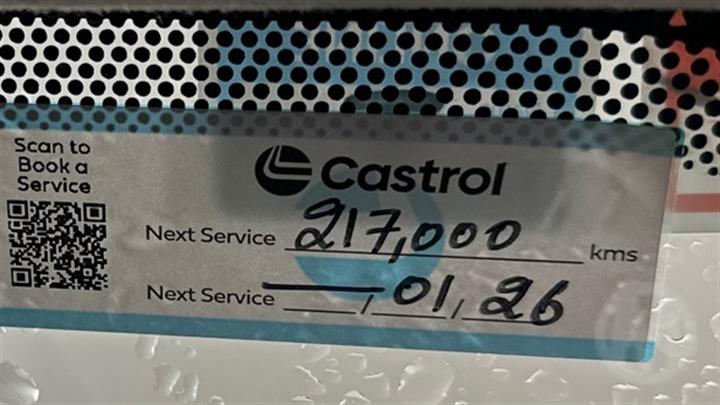 Scan to
Book a
Service
Castrol
Next Service 217,000 kms
Next Service —, 01, 26